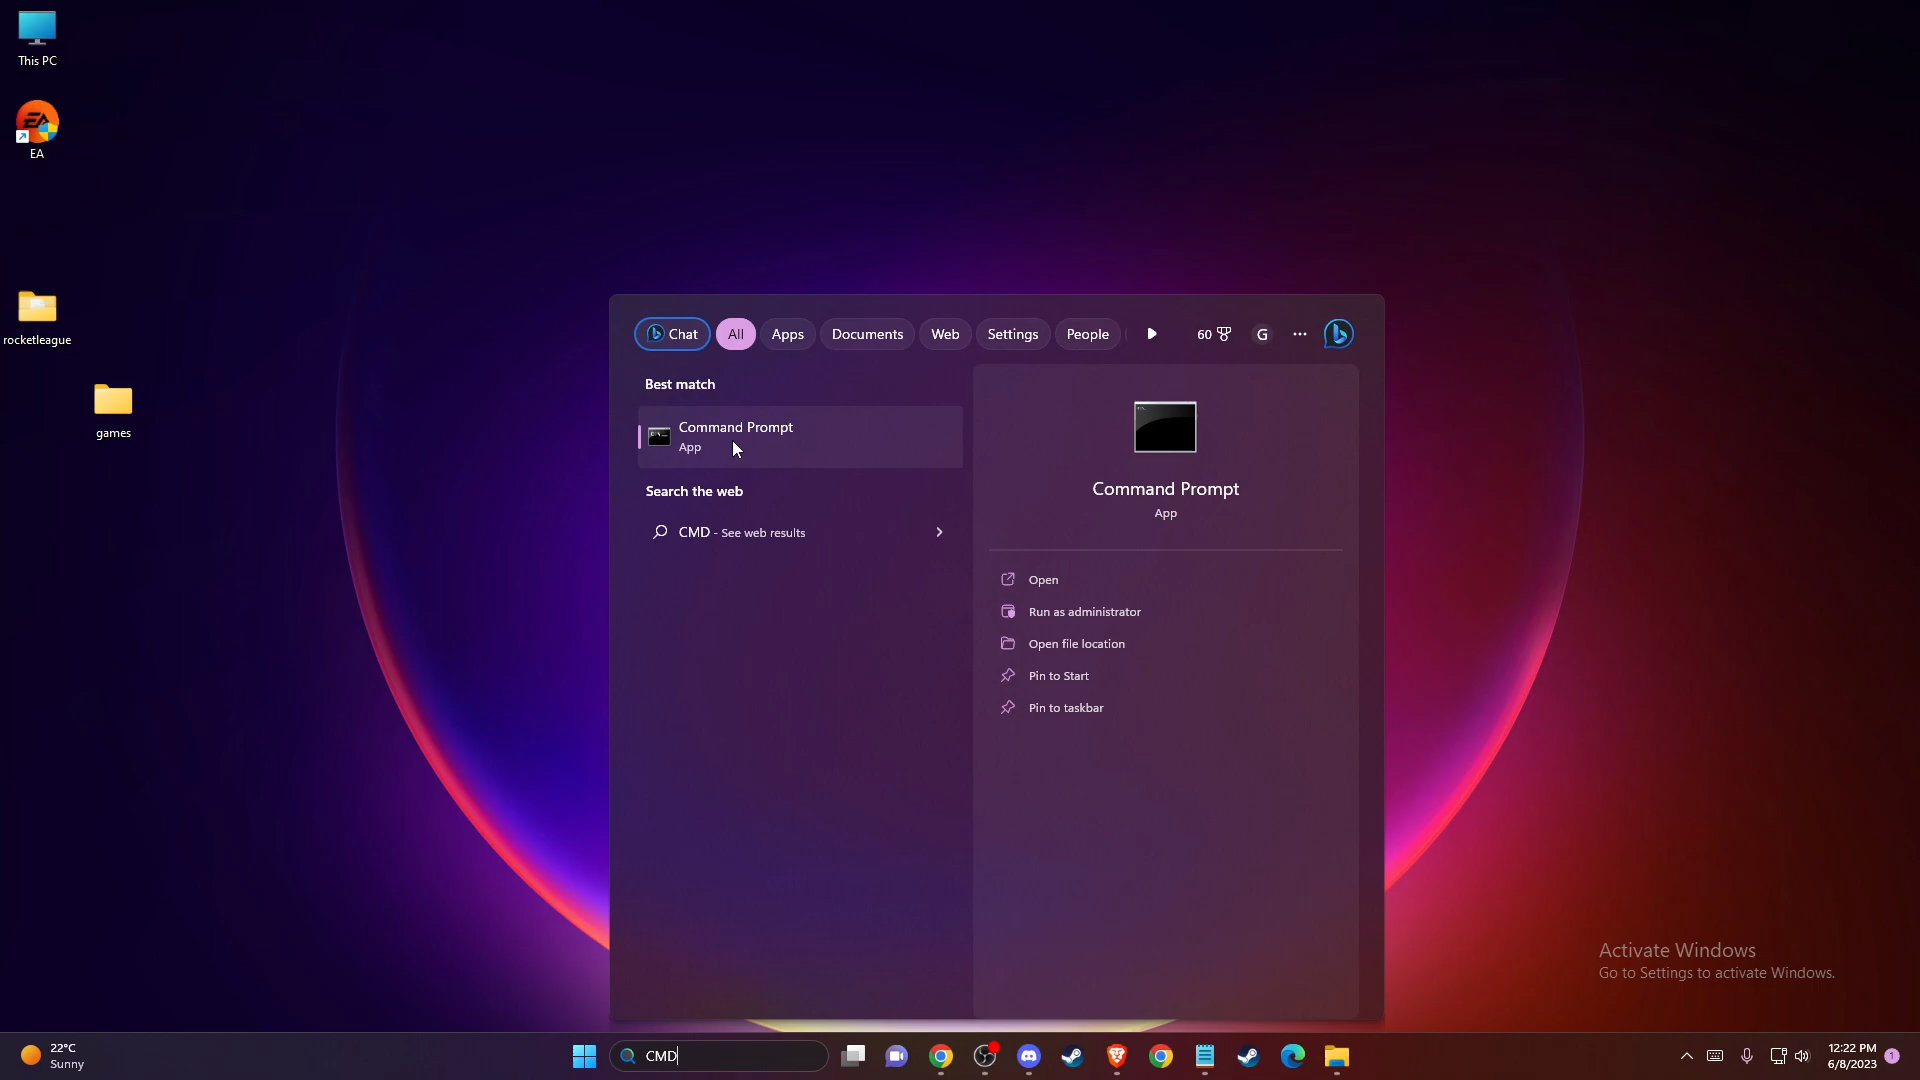 This PC
EA
EA
rocketleague
games
Chat
All
Apps
Documents
Web
Settings
People
60
G
Best match
Command Prompt
App
Search the web
CMD - See web results
Command Prompt
App
Open
Run as administrator
Open file location
Pin to Start
Pin to taskbar
Activate Windows
Go to Settings to activate Windows.
22°C
Sunny
CMD
12:22 PM
6/8/2023
1